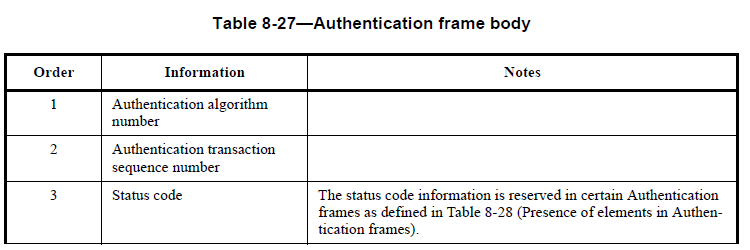 Table 8-27—Authentication frame body
Order Information Notes
1 Authentication algorithm
number
2 Authentication transaction
sequence number
3 Status code The status code information is reserved in certain Authentication
frames as defined in Table 8-28 (Presence of elements in Authen-
tication frames).